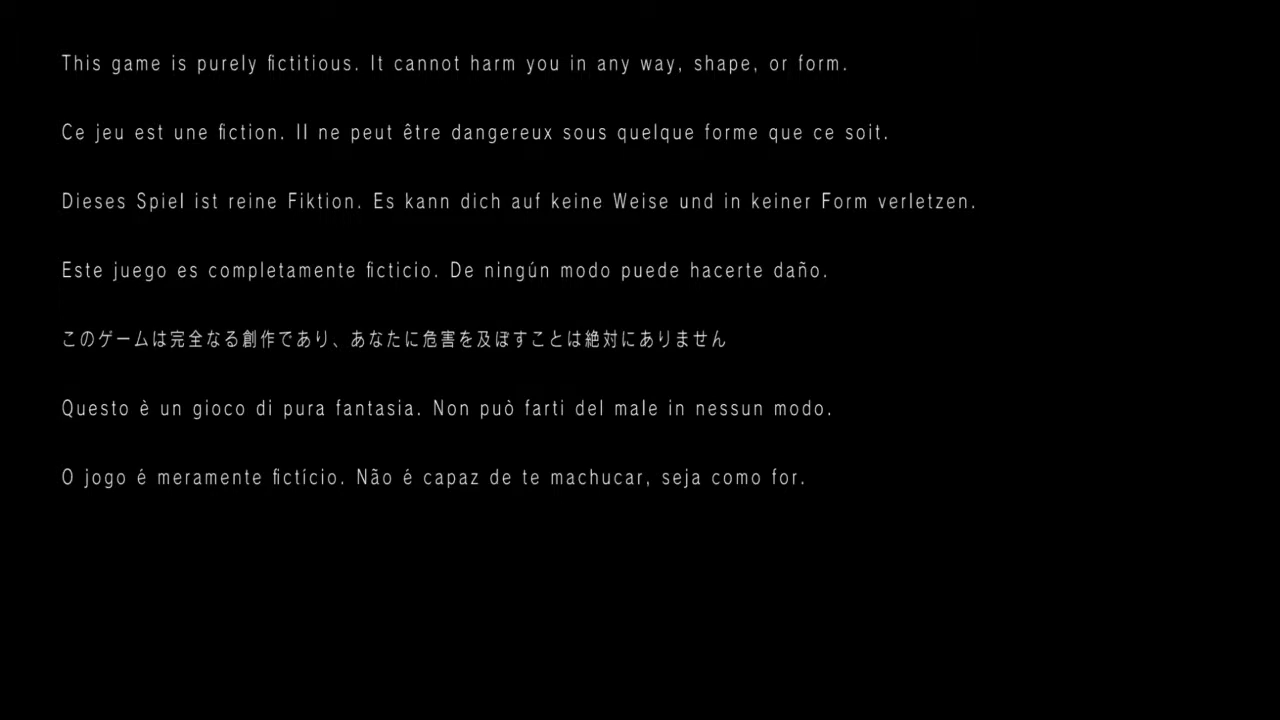 This game is purely fictitious. It cannot harm you in any way, shape, or form.
Ce jeu est une fiction. Il ne peut être dangereux sous quelque forme que ce soit.
Dieses Spiel ist reine Fiktion. Es kann dich auf keine Weise und in keiner Form verletzen.
Este juego es completamente ficticio. De ningún modo puede hacerte daño.
このゲームは完全なる創作であり、あなたに危害を及ぼすことは絶対にありません
Questo è un gioco di pura fantasia. Non può farti del male in nessun modo.
O jogo é meramente fictício. Não é capaz de te machucar, seja como for.